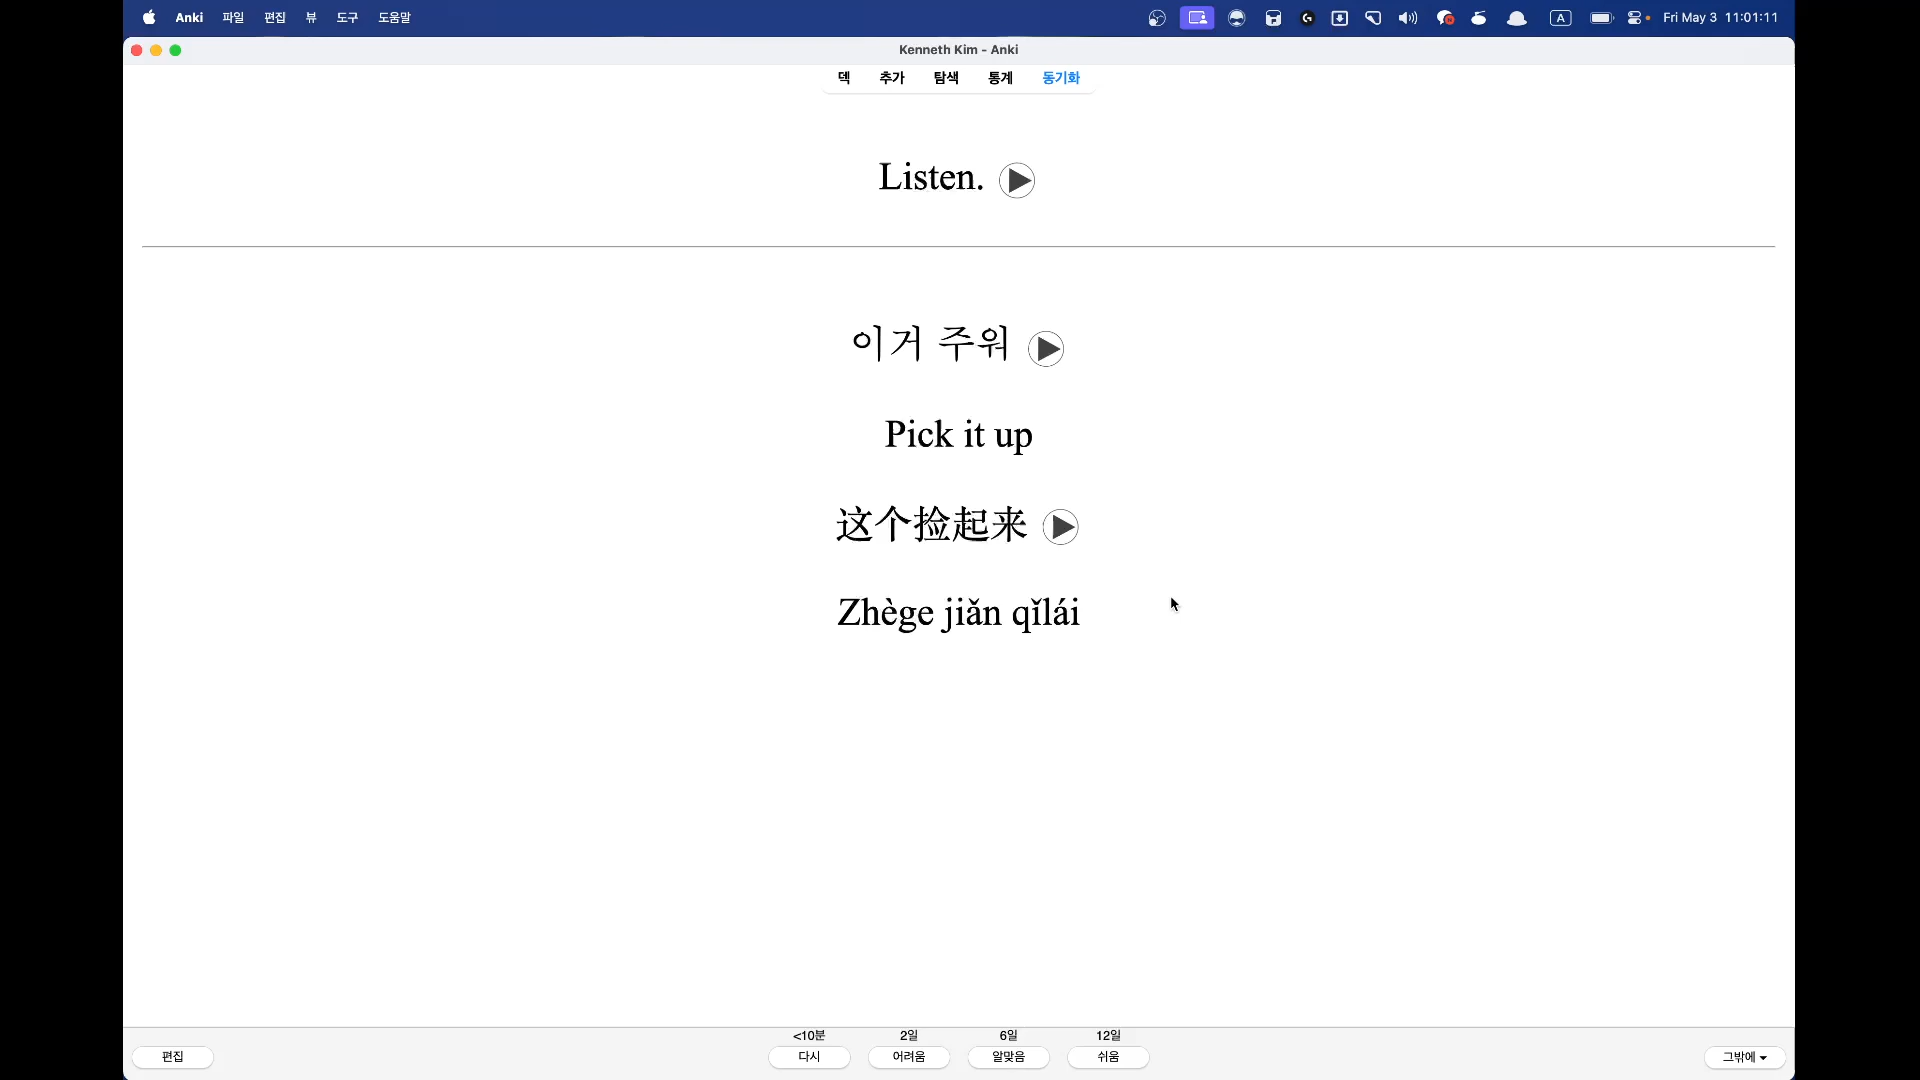 Anki 파일 편집 뷰 도구 도움말 A Fri May 3 11:01:11
Kenneth Kim - Anki
덱 추가 탐색 통계 동기화
Listen.
이거 주워
Pick it up
这个捡起来
Zhège jiǎn qǐlái
<10분 2일 6일 12일
편집 다시 어려움 알맞음 쉬움 그밖에